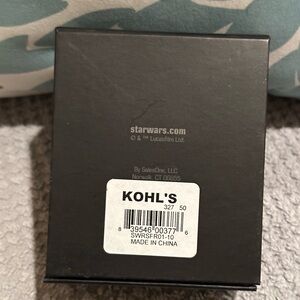 starwars.com
© & ™ Lucasfilm Ltd.
By SalesOne, LLC
Norwalk, CT 06855
KOHL'S
327 50
8 39546 00377 6
SWRSFR01-10
MADE IN CHINA